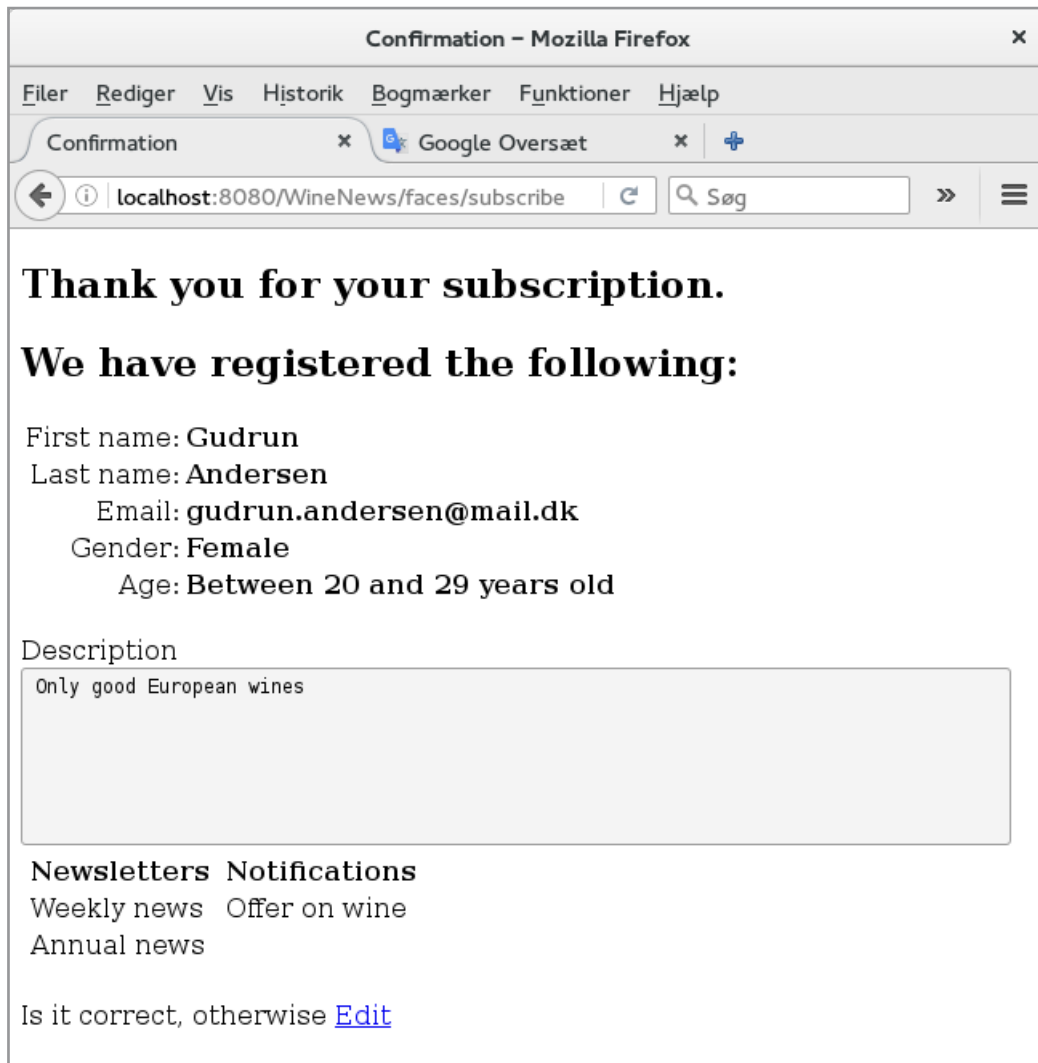 Confirmation – Mozilla Firefox
Filer Rediger Vis Historik Bogmærker Funktioner Hjælp
Confirmation Google Oversæt
localhost:8080/WineNews/faces/subscribe Søg
Thank you for your subscription.
We have registered the following:
First name: Gudrun
Last name: Andersen
Email: gudrun.andersen@mail.dk
Gender: Female
Age: Between 20 and 29 years old
Description
Only good European wines
Newsletters Notifications
Weekly news Offer on wine
Annual news
Is it correct, otherwise Edit